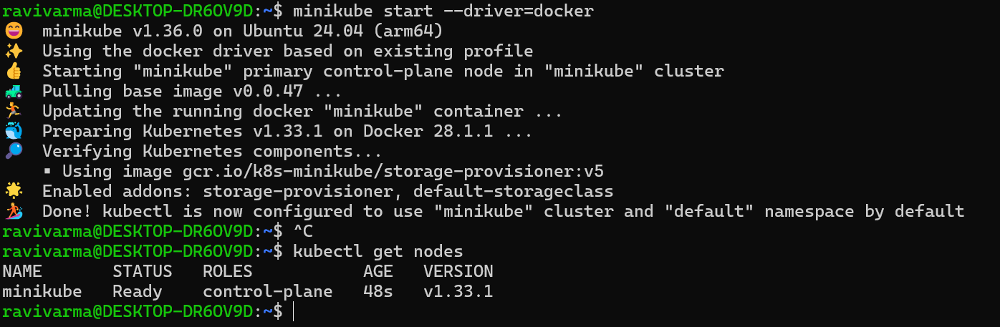 ravivarma@DESKTOP-DR6OV9D:~$ minikube start --driver=docker
😄  minikube v1.36.0 on Ubuntu 24.04 (arm64)
✨  Using the docker driver based on existing profile
👍  Starting "minikube" primary control-plane node in "minikube" cluster
🚜  Pulling base image v0.0.47 ...
🏃  Updating the running docker "minikube" container ...
🐳  Preparing Kubernetes v1.33.1 on Docker 28.1.1 ...
🔎  Verifying Kubernetes components...
    ▪ Using image gcr.io/k8s-minikube/storage-provisioner:v5
🌟  Enabled addons: storage-provisioner, default-storageclass
🏄  Done! kubectl is now configured to use "minikube" cluster and "default" namespace by default
ravivarma@DESKTOP-DR6OV9D:~$ ^C
ravivarma@DESKTOP-DR6OV9D:~$ kubectl get nodes
NAME       STATUS   ROLES           AGE   VERSION
minikube   Ready    control-plane   48s   v1.33.1
ravivarma@DESKTOP-DR6OV9D:~$